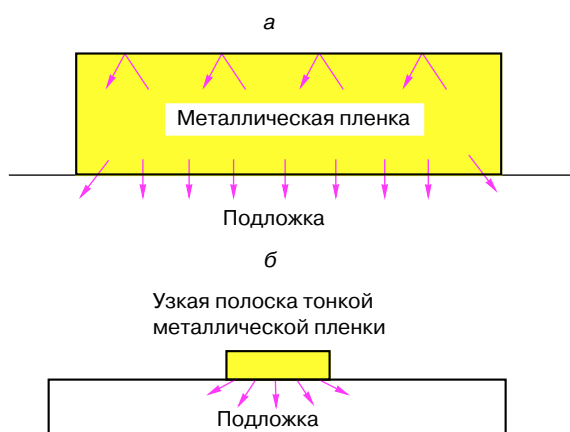 а
Металлическая пленка
Подложка
б
Узкая полоска тонкой
металлической пленки
Подложка